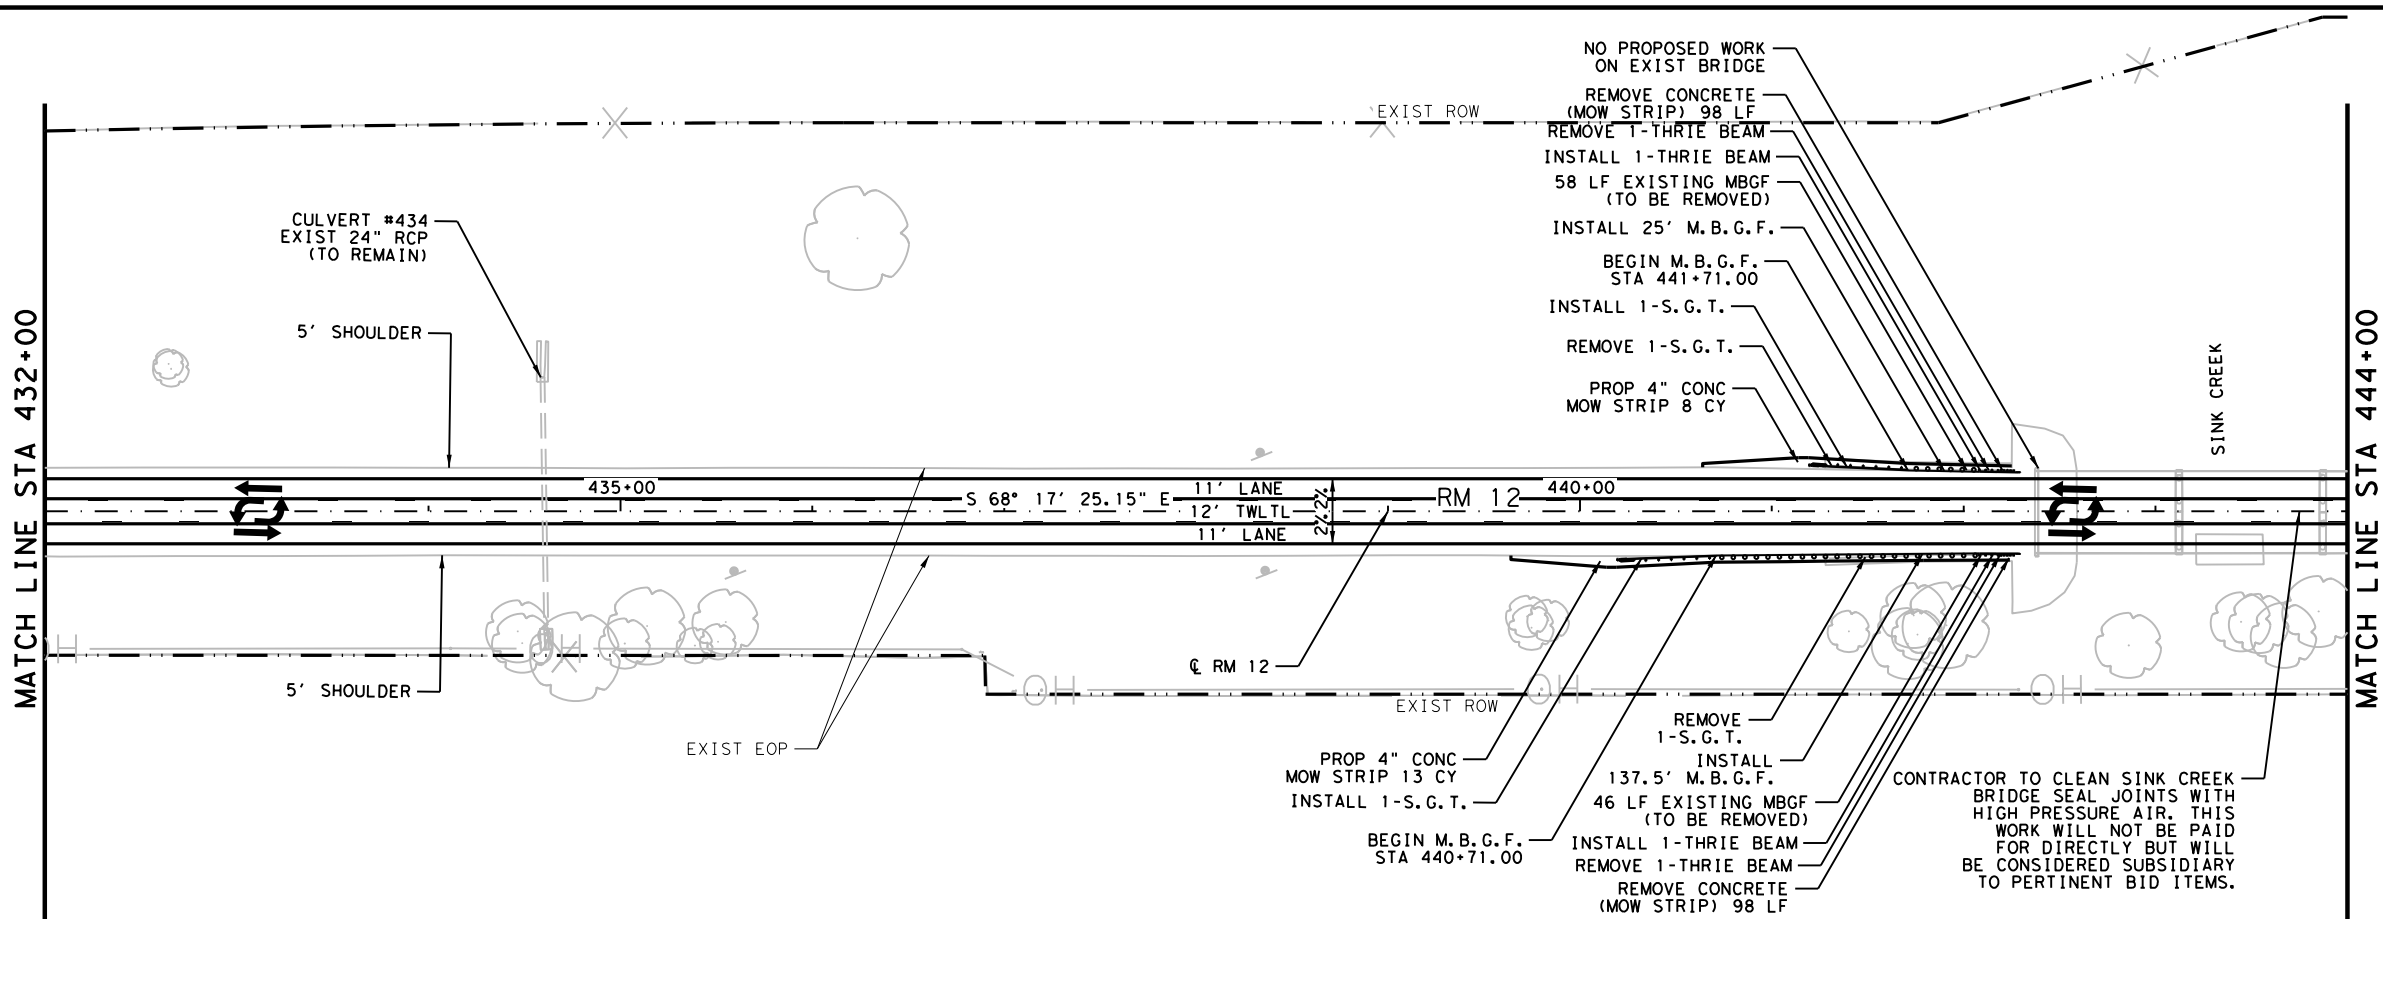 NO PROPOSED WORK
ON EXIST BRIDGE
REMOVE CONCRETE
(MOW STRIP) 98 LF
REMOVE 1-THRIE BEAM
INSTALL 1-THRIE BEAM
58 LF EXISTING MBGF
(TO BE REMOVED)
INSTALL 25' M.B.G.F.
BEGIN M.B.G.F.
STA 441+71.00
INSTALL 1-S.G.T.
REMOVE 1-S.G.T.
PROP 4" CONC
MOW STRIP 8 CY
EXIST ROW
CULVERT #434
EXIST 24" RCP
(TO REMAIN)
5' SHOULDER
MATCH LINE STA 432+00
MATCH LINE STA 444+00
SINK CREEK
435+00
S 68° 17' 25.15" E
11' LANE
12' TWLTL
11' LANE
2%
2%
RM 12
440+00
5' SHOULDER
EXIST EOP
℄ RM 12
OH
OH
OH
OH
OH
EXIST ROW
PROP 4" CONC
MOW STRIP 13 CY
INSTALL 1-S.G.T.
BEGIN M.B.G.F.
STA 440+71.00
REMOVE
1-S.G.T.
INSTALL
137.5' M.B.G.F.
46 LF EXISTING MBGF
(TO BE REMOVED)
INSTALL 1-THRIE BEAM
REMOVE 1-THRIE BEAM
REMOVE CONCRETE
(MOW STRIP) 98 LF
CONTRACTOR TO CLEAN SINK CREEK
BRIDGE SEAL JOINTS WITH
HIGH PRESSURE AIR. THIS
WORK WILL NOT BE PAID
FOR DIRECTLY BUT WILL
BE CONSIDERED SUBSIDIARY
TO PERTINENT BID ITEMS.